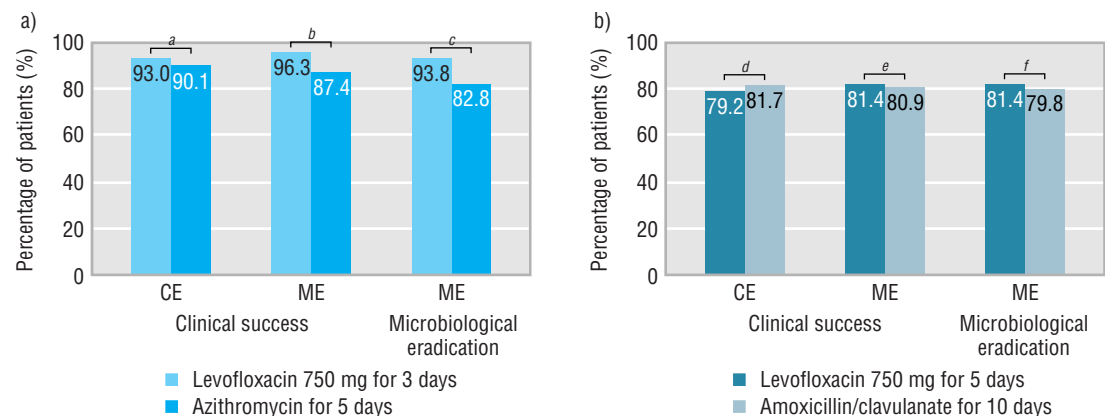 a)
Percentage of patients (%)
100
80
60
40
20
0
a
b
c
93.0
90.1
96.3
87.4
93.8
82.8
CE
ME
ME
Clinical success
Microbiological
eradication
Levofloxacin 750 mg for 3 days
Azithromycin for 5 days
b)
Percentage of patients (%)
100
80
60
40
20
0
d
e
f
79.2
81.7
81.4
80.9
81.4
79.8
CE
ME
ME
Clinical success
Microbiological
eradication
Levofloxacin 750 mg for 5 days
Amoxicillin/clavulanate for 10 days